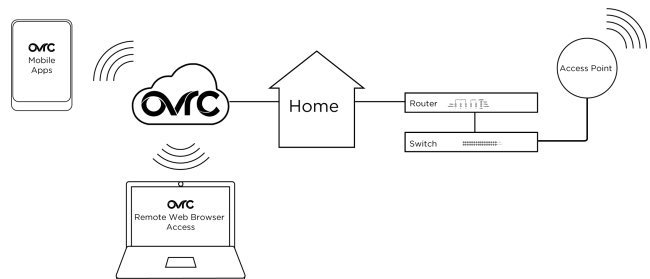 OVRC
Mobile
Apps
OVRC
Home
Router
Switch
Access Point
OVRC
Remote Web Browser
Access